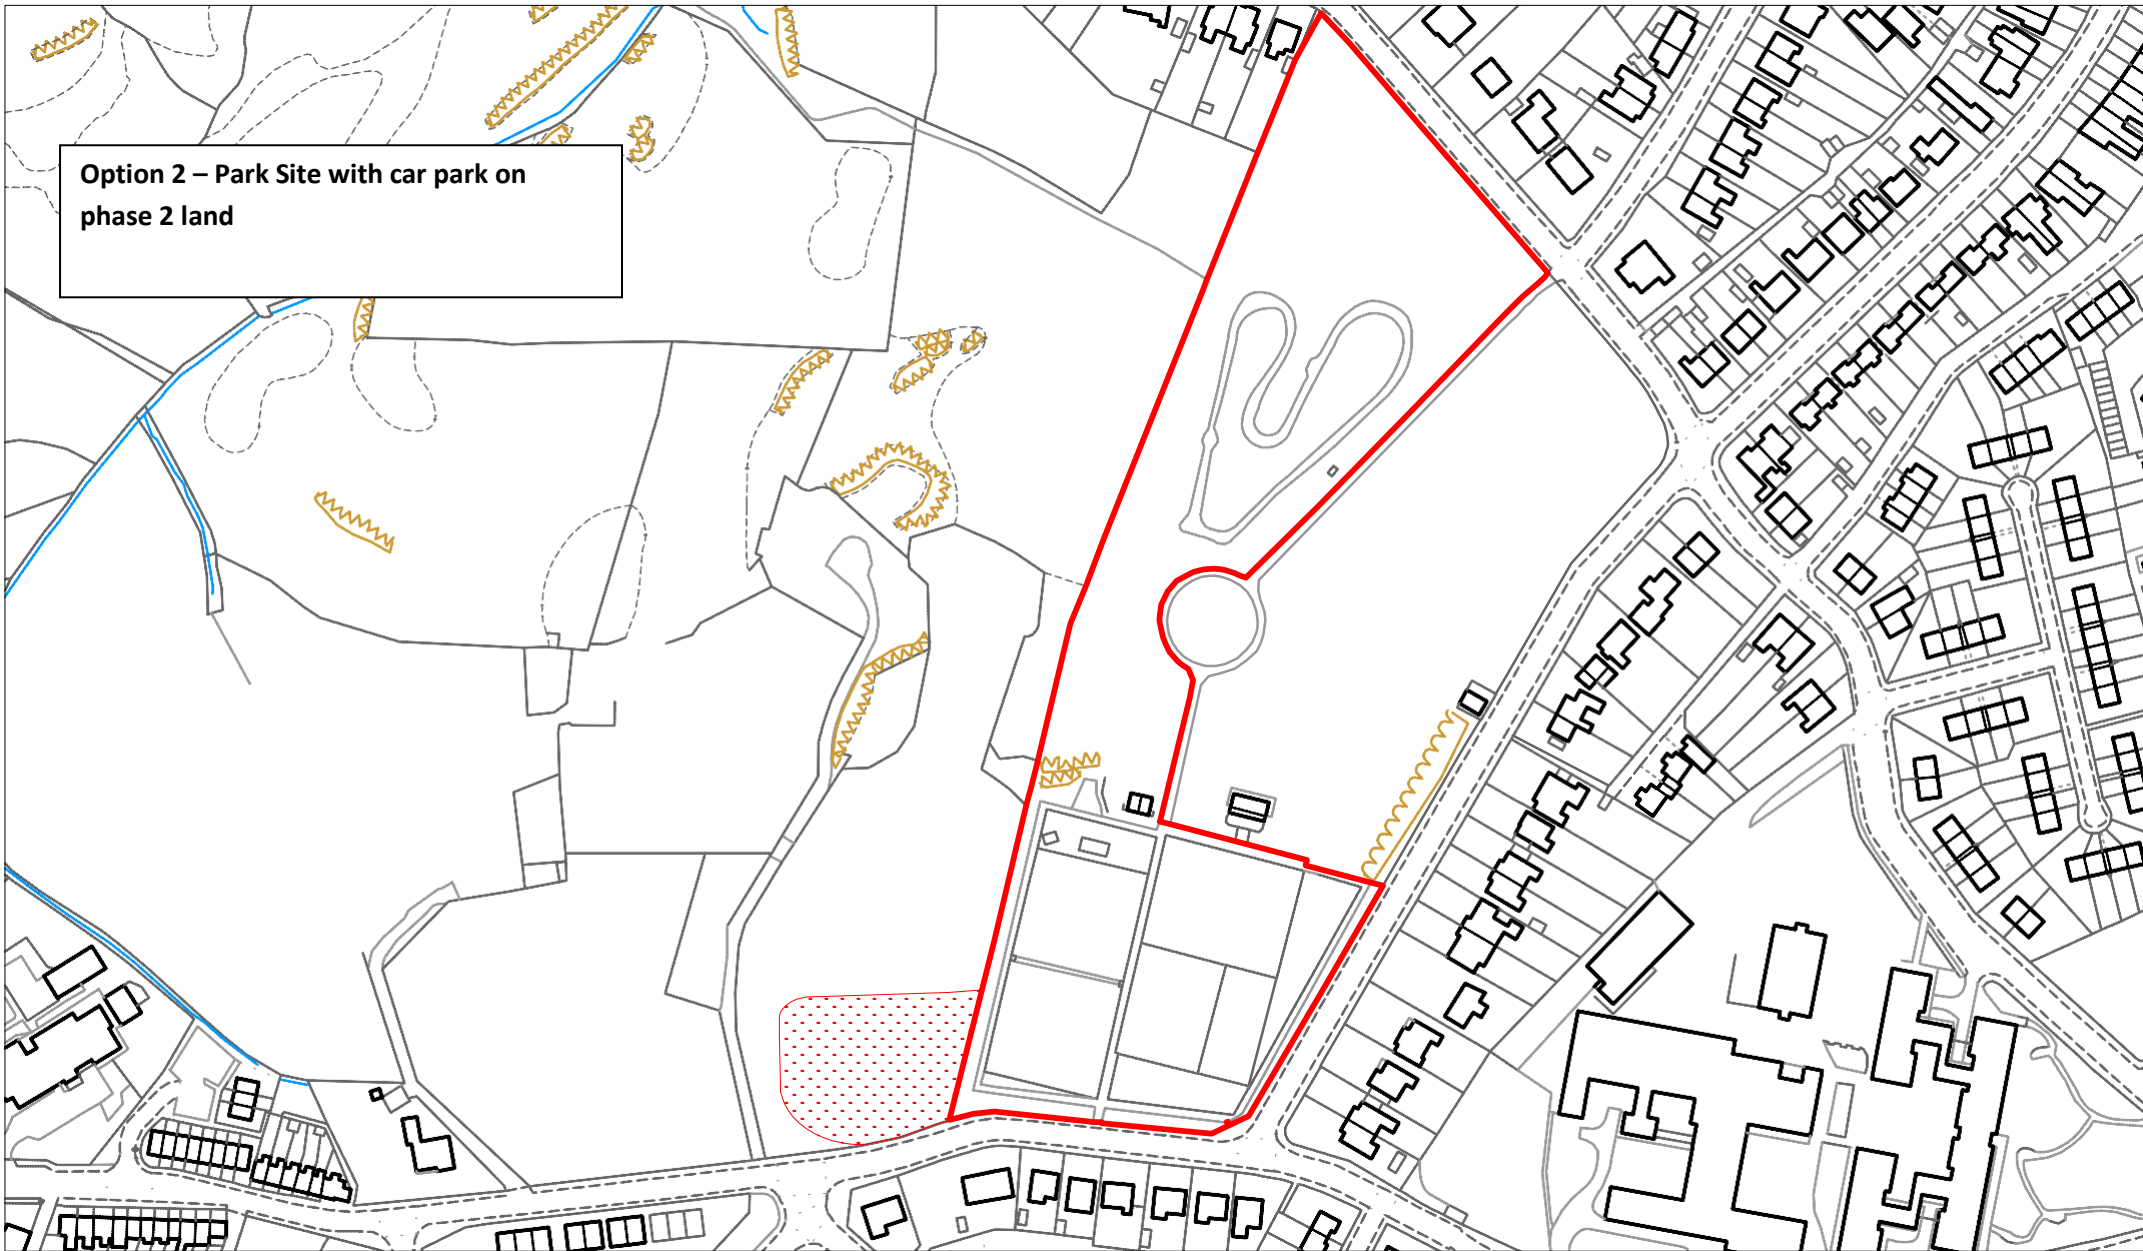 Option 2 – Park Site with car park on
phase 2 land